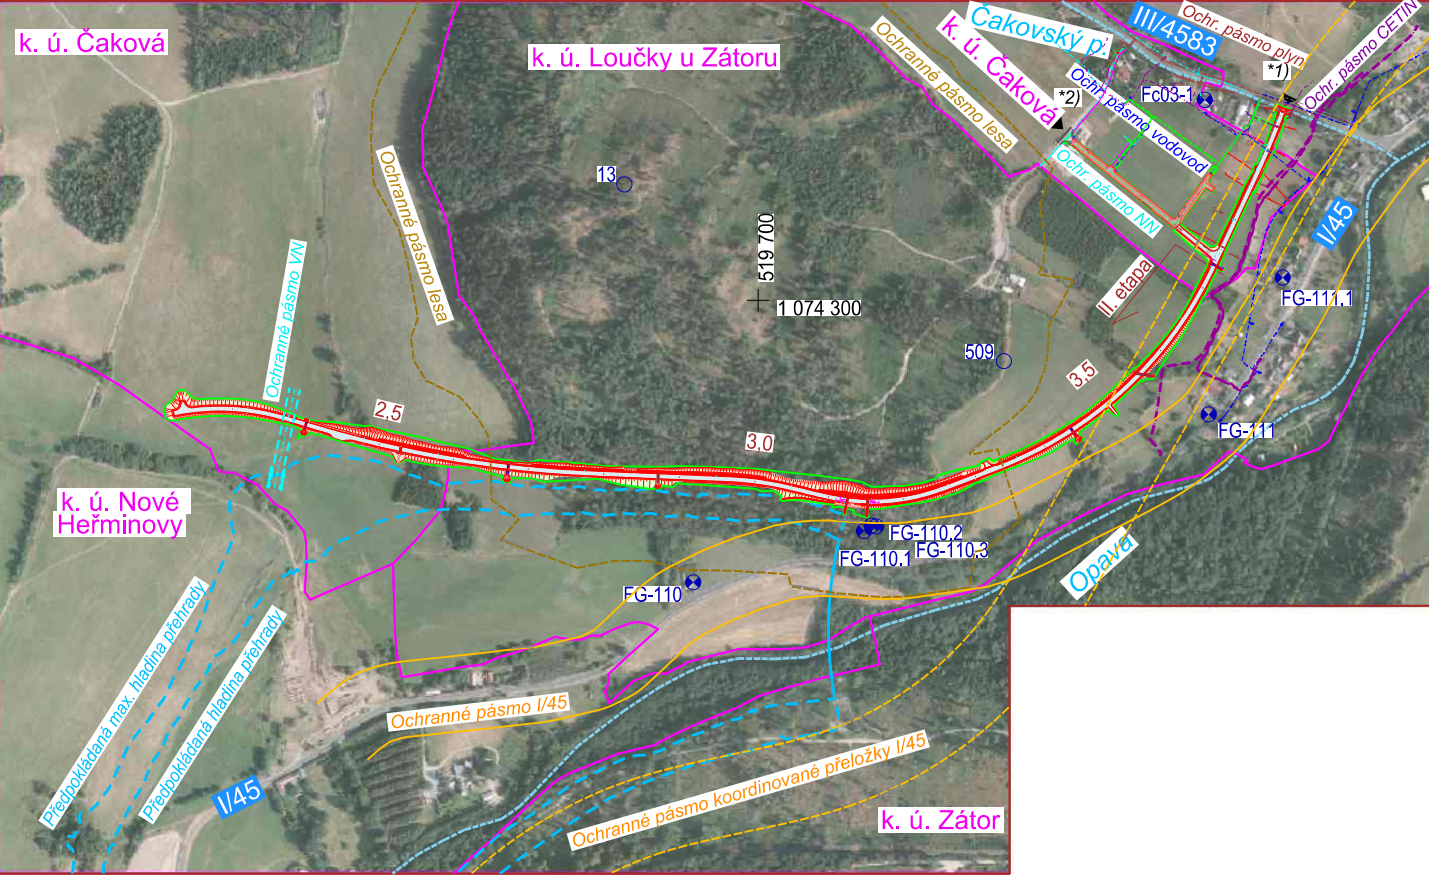 k. ú. Čaková
k. ú. Loučky u Zátoru
Ochranné pásmo lesa
Ochranné pásmo lesa
Čakovský p.
k. ú. Čaková
III/4583
Ochr. pásmo plyn
*1)
Ochr. pásmo CETIN
*2)
Ochr. pásmo vodovod
Fc03-1
Ochr. pásmo NN
I/45
13
519 700
1 074 300
II. etapa
FG-111.1
509
3,5
FG-111
Ochranné pásmo VN
2,5
3,0
k. ú. Nové
Heřminovy
FG-110.2
FG-110.3
FG-110.1
FG-110
Opava
Předpokládaná max. hladina přehrady
Předpokládaná hladina přehrady
I/45
Ochranné pásmo I/45
Ochranné pásmo koordinované přeložky I/45
k. ú. Zátor